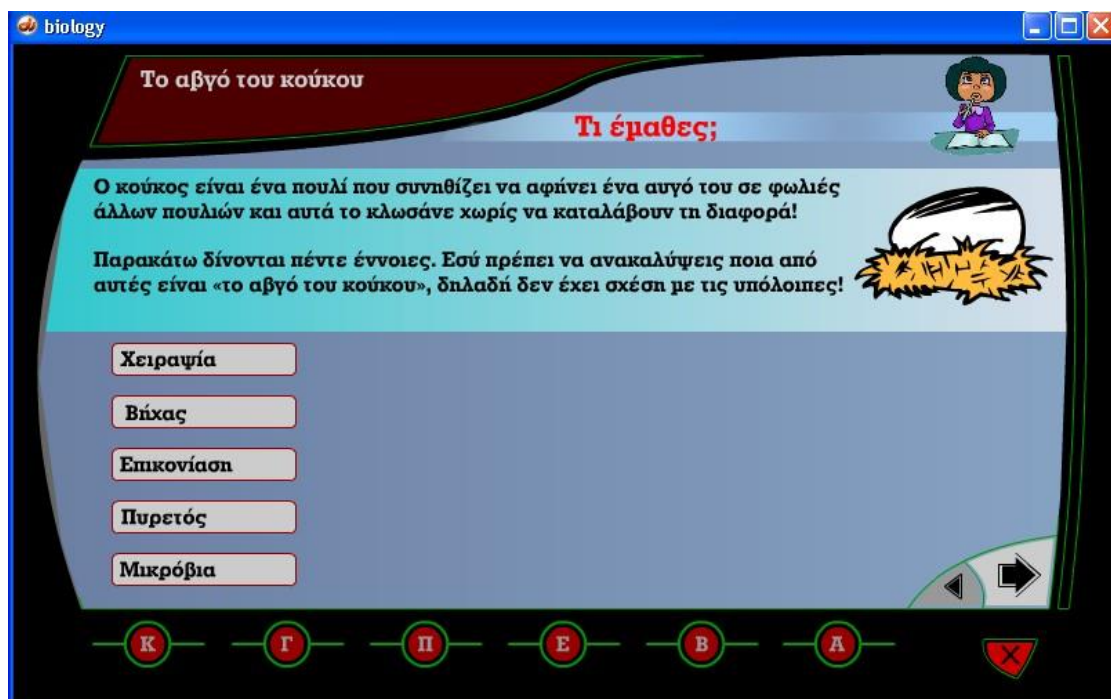 biology
Το αβγό του κούκου
Τι έμαθες;
Ο κούκος είναι ένα πουλί που συνηθίζει να αφήνει ένα αυγό του σε φωλιές
άλλων πουλιών και αυτά το κλωσάνε χωρίς να καταλάβουν τη διαφορά!
Παρακάτω δίνονται πέντε έννοιες. Εσύ πρέπει να ανακαλύψεις ποια από
αυτές είναι «το αβγό του κούκου», δηλαδή δεν έχει σχέση με τις υπόλοιπες!
Χειραψία
Βήχας
Επικονίαση
Πυρετός
Μικρόβια
Κ Γ Π Ε Β Α